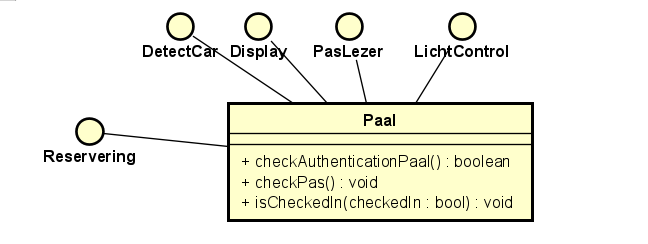 DetectCar Display PasLezer LichtControl
Reservering
Paal
+ checkAuthenticationPaal() : boolean
+ checkPas() : void
+ isCheckedIn(checkedIn : bool) : void